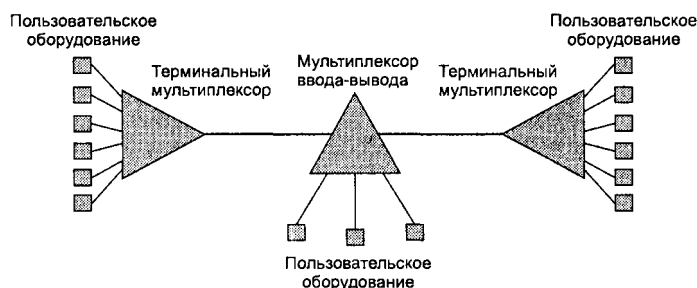 Пользовательское
оборудование
Терминальный
мультиплексор
Мультиплексор
ввода-вывода
Терминальный
мультиплексор
Пользовательское
оборудование
Пользовательское
оборудование